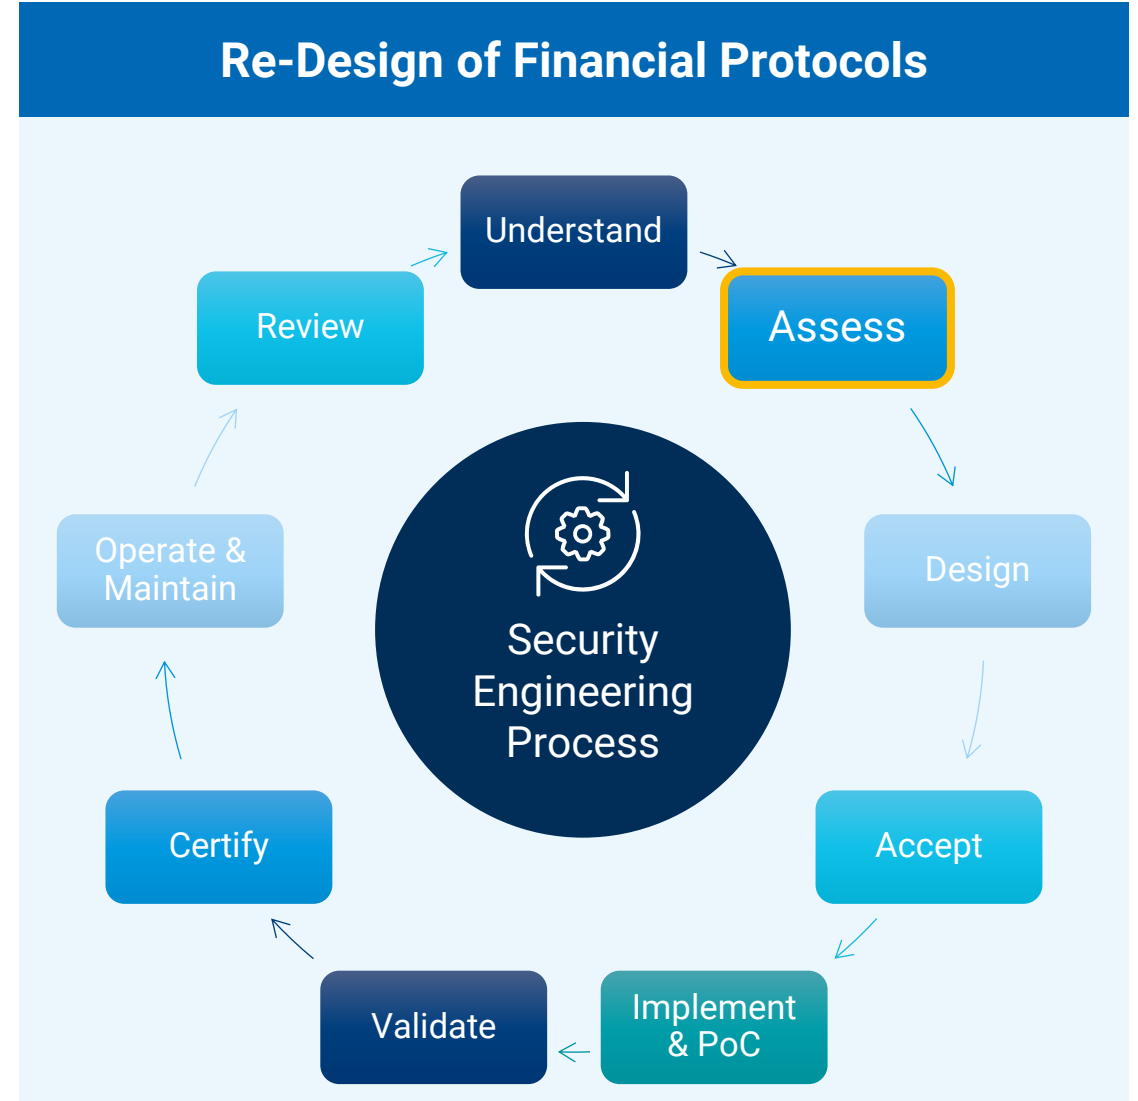 Re-Design of Financial Protocols
Understand
Assess
Design
Accept
Implement
& PoC
Validate
Certify
Operate &
Maintain
Review
Security
Engineering
Process